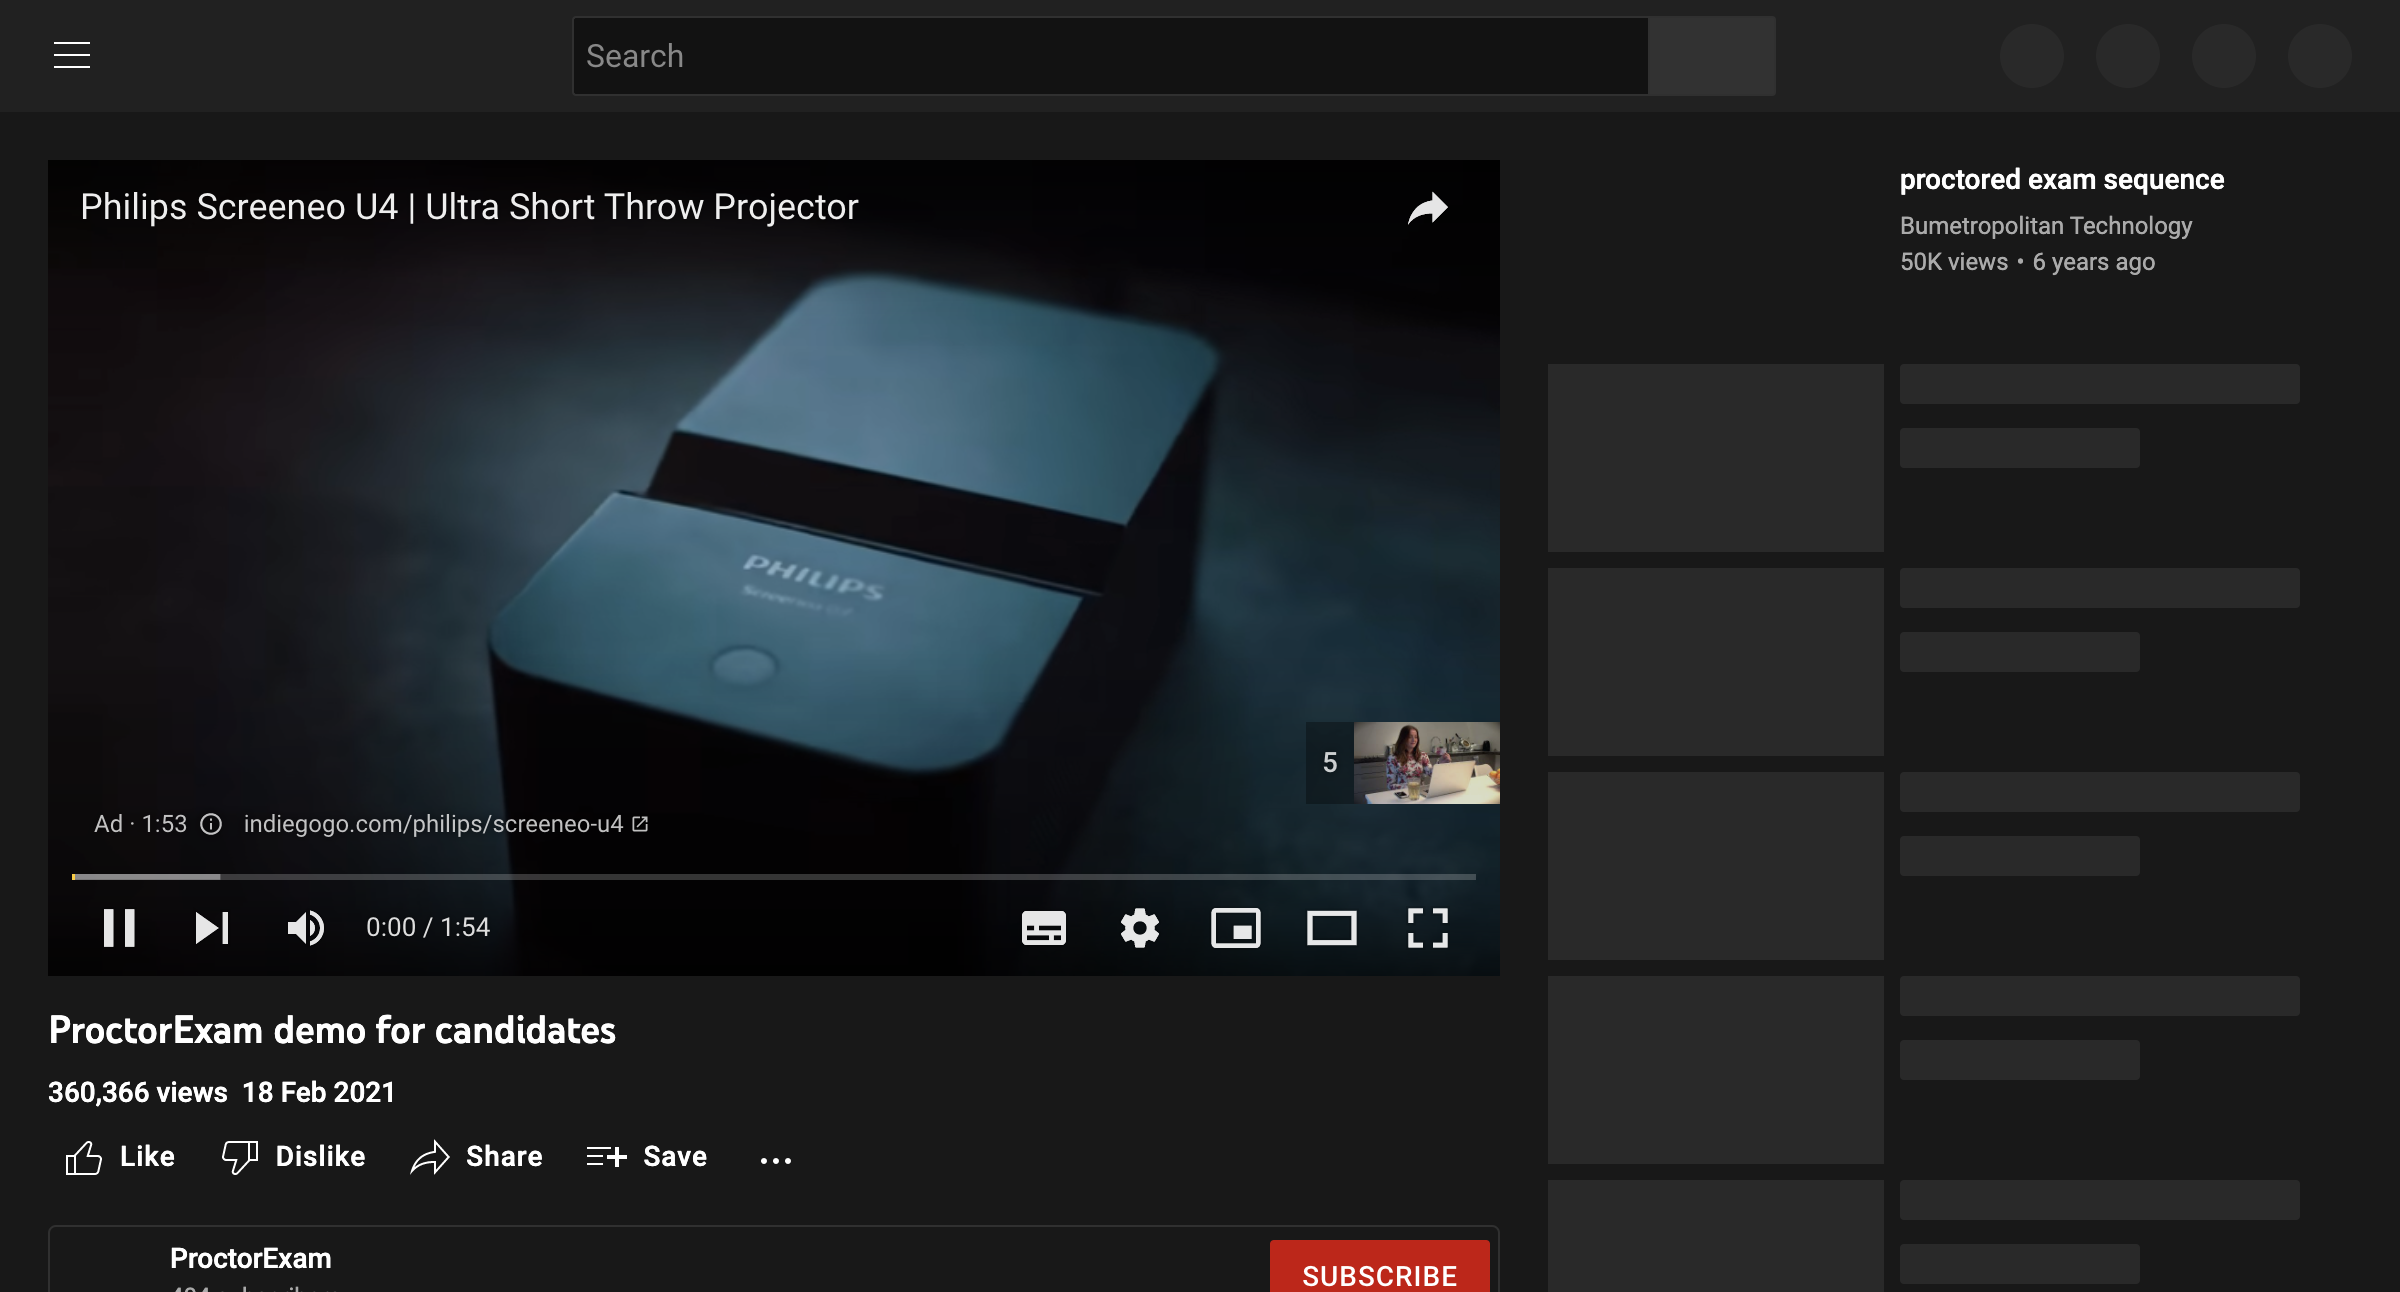 Search
Philips Screeneo U4 | Ultra Short Throw Projector
PHILIPS
5
Ad · 1:53 indiegogo.com/philips/screeneo-u4
0:00 / 1:54
ProctorExam demo for candidates
360,366 views 18 Feb 2021
Like Dislike Share Save ...
ProctorExam
SUBSCRIBE
proctored exam sequence
Bumetropolitan Technology
50K views • 6 years ago